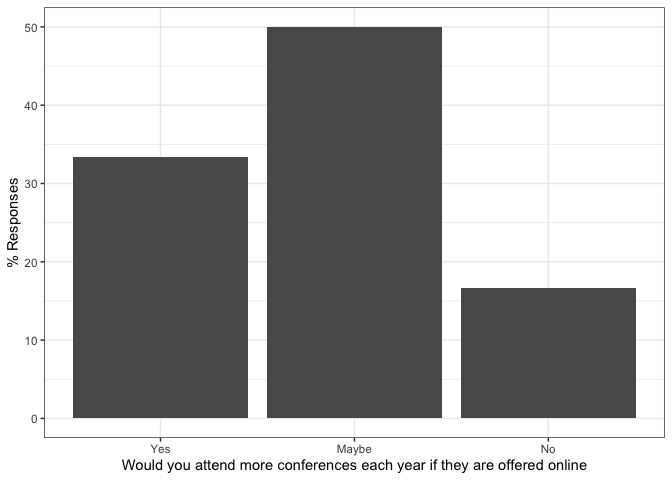 50
40
30
20
10
0
% Responses
Yes Maybe No
Would you attend more conferences each year if they are offered online